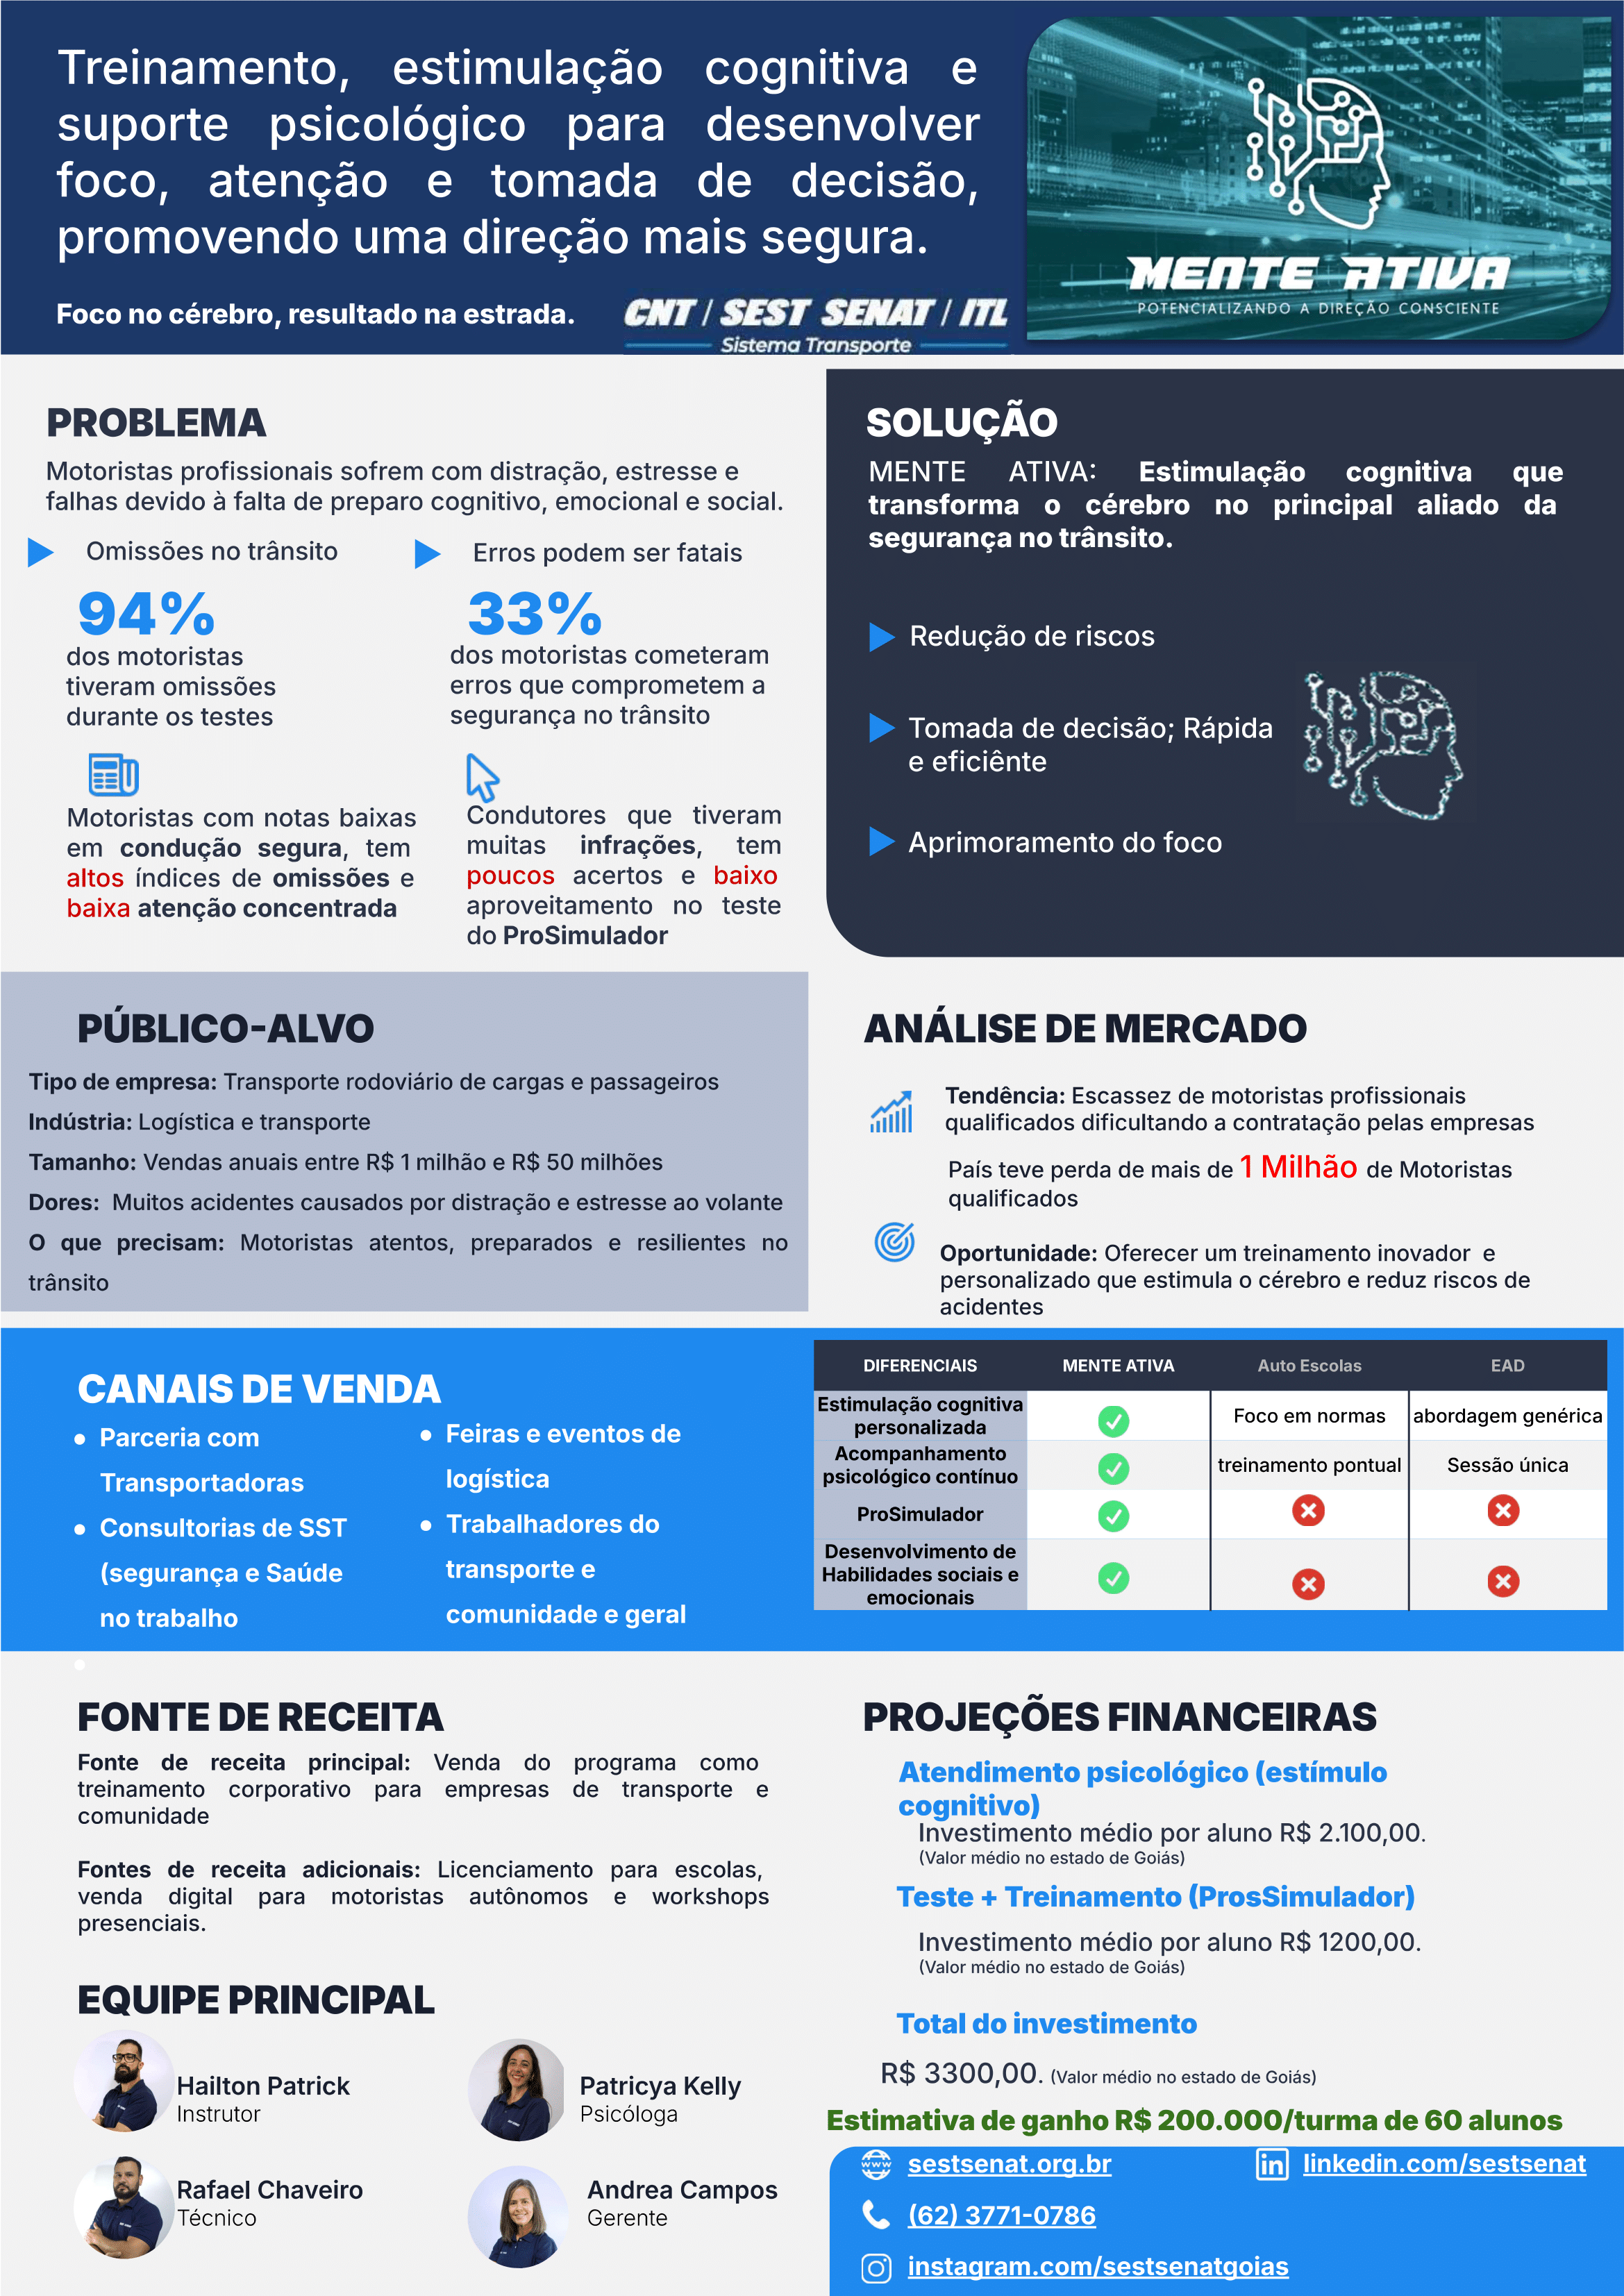 Treinamento, estimulação cognitiva e
suporte psicológico para desenvolver
foco, atenção e tomada de decisão,
promovendo uma direção mais segura.
Foco no cérebro, resultado na estrada.
CNT / SEST SENAT / ITL
Sistema Transporte
MENTE ATIVA
POTENCIALIZANDO A DIREÇÃO CONSCIENTE
PROBLEMA
Motoristas profissionais sofrem com distração, estresse e
falhas devido à falta de preparo cognitivo, emocional e social.
Omissões no trânsito
94%
dos motoristas
tiveram omissões
durante os testes
Erros podem ser fatais
33%
dos motoristas cometeram
erros que comprometem a
segurança no trânsito
Motoristas com notas baixas
em condução segura, tem
altos índices de omissões e
baixa atenção concentrada
Condutores que tiveram
muitas infrações, tem
poucos acertos e baixo
aproveitamento no teste
do ProSimulador
SOLUÇÃO
MENTE ATIVA: Estimulação cognitiva que
transforma o cérebro no principal aliado da
segurança no trânsito.
Redução de riscos
Tomada de decisão; Rápida
e eficiênte
Aprimoramento do foco
PÚBLICO-ALVO
Tipo de empresa: Transporte rodoviário de cargas e passageiros
Indústria: Logística e transporte
Tamanho: Vendas anuais entre R$ 1 milhão e R$ 50 milhões
Dores: Muitos acidentes causados por distração e estresse ao volante
O que precisam: Motoristas atentos, preparados e resilientes no
trânsito
ANÁLISE DE MERCADO
Tendência: Escassez de motoristas profissionais
qualificados dificultando a contratação pelas empresas
País teve perda de mais de 1 Milhão de Motoristas
qualificados
Oportunidade: Oferecer um treinamento inovador e
personalizado que estimula o cérebro e reduz riscos de
acidentes
CANAIS DE VENDA
• Parceria com
Transportadoras
• Consultorias de SST
(segurança e Saúde
no trabalho
•
• Feiras e eventos de
logística
• Trabalhadores do
transporte e
comunidade e geral
DIFERENCIAIS MENTE ATIVA Auto Escolas EAD
Estimulação cognitiva
personalizada
Foco em normas abordagem genérica
Acompanhamento
psicológico contínuo
treinamento pontual Sessão única
ProSimulador
Desenvolvimento de
Habilidades sociais e
emocionais
FONTE DE RECEITA
Fonte de receita principal: Venda do programa como
treinamento corporativo para empresas de transporte e
comunidade
Fontes de receita adicionais: Licenciamento para escolas,
venda digital para motoristas autônomos e workshops
presenciais.
EQUIPE PRINCIPAL
Hailton Patrick
Instrutor
Patricya Kelly
Psicóloga
Rafael Chaveiro
Técnico
Andrea Campos
Gerente
PROJEÇÕES FINANCEIRAS
Atendimento psicológico (estímulo
cognitivo)
Investimento médio por aluno R$ 2.100,00.
(Valor médio no estado de Goiás)
Teste + Treinamento (ProsSimulador)
Investimento médio por aluno R$ 1200,00.
(Valor médio no estado de Goiás)
Total do investimento
R$ 3300,00. (Valor médio no estado de Goiás)
Estimativa de ganho R$ 200.000/turma de 60 alunos
www sestsenat.org.br
in linkedin.com/sestsenat
(62) 3771-0786
instagram.com/sestsenatgoias